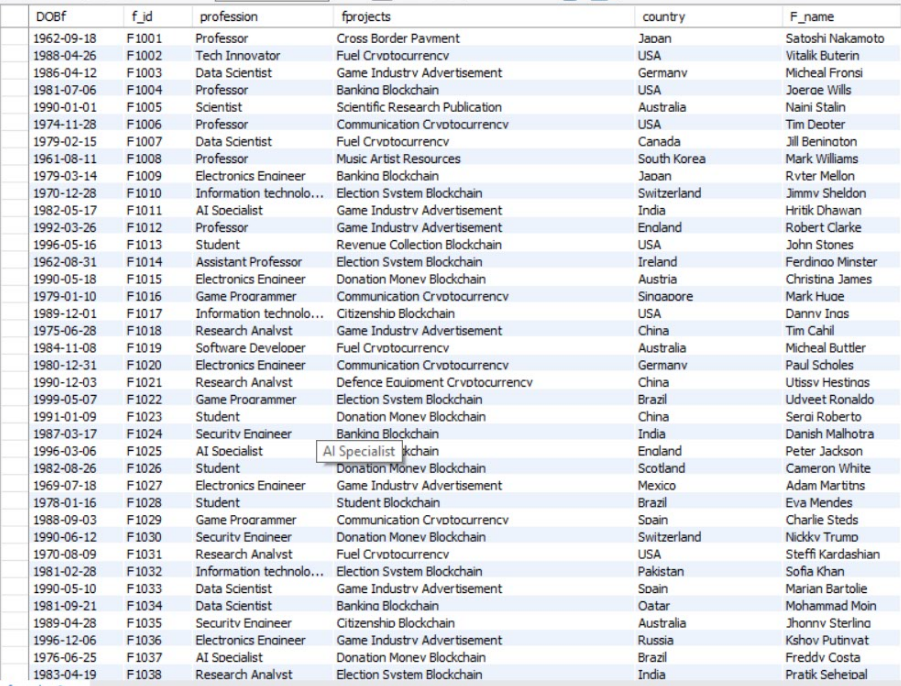 DOBf f_id profession fprojects country F_name
1962-09-18 F1001 Professor Cross Border Payment Japan Satoshi Nakamoto
1988-04-26 F1002 Tech Innovator Fuel Cryptocurrency USA Vitalik Buterin
1986-04-12 F1003 Data Scientist Game Industry Advertisement Germany Micheal Fronsi
1981-07-06 F1004 Professor Banking Blockchain USA Joerge Wills
1990-01-01 F1005 Scientist Scientific Research Publication Australia Naini Stalin
1974-11-28 F1006 Professor Communication Cryptocurrency USA Tim Depter
1979-02-15 F1007 Data Scientist Fuel Cryptocurrency Canada Jill Benington
1961-08-11 F1008 Professor Music Artist Resources South Korea Mark Williams
1979-03-14 F1009 Electronics Engineer Banking Blockchain Japan Ryter Mellon
1970-12-28 F1010 Information technolo... Election System Blockchain Switzerland Jimmy Sheldon
1982-05-17 F1011 AI Specialist Game Industry Advertisement India Hritik Dhawan
1992-03-26 F1012 Professor Game Industry Advertisement England Robert Clarke
1996-05-16 F1013 Student Revenue Collection Blockchain USA John Stones
1962-08-31 F1014 Assistant Professor Election System Blockchain Ireland Ferdingo Minster
1990-05-18 F1015 Electronics Engineer Donation Money Blockchain Austria Christina James
1979-01-10 F1016 Game Programmer Communication Cryptocurrency Singapore Mark Huge
1989-12-01 F1017 Information technolo... Citizenship Blockchain USA Danny Ings
1975-06-28 F1018 Research Analyst Game Industry Advertisement China Tim Cahil
1984-11-08 F1019 Software Developer Fuel Cryptocurrency Australia Micheal Buttler
1980-12-31 F1020 Electronics Engineer Communication Cryptocurrency Germany Paul Scholes
1990-12-03 F1021 Research Analyst Defence Equipment Cryptocurrency China Utissy Hestings
1999-05-07 F1022 Game Programmer Election System Blockchain Brazil Udveet Ronaldo
1991-01-09 F1023 Student Donation Money Blockchain China Sergi Roberto
1987-03-17 F1024 Security Engineer Banking Blockchain India Danish Malhotra
1996-03-06 F1025 AI Specialist AI Specialist kchain England Peter Jackson
1982-08-26 F1026 Student Donation Money Blockchain Scotland Cameron White
1969-07-18 F1027 Electronics Engineer Game Industry Advertisement Mexico Adam Martitns
1978-01-16 F1028 Student Student Blockchain Brazil Eva Mendes
1988-09-03 F1029 Game Programmer Communication Cryptocurrency Spain Charlie Steds
1990-06-12 F1030 Security Engineer Donation Money Blockchain Switzerland Nickky Trump
1970-08-09 F1031 Research Analyst Fuel Cryptocurrency USA Steffi Kardashian
1981-02-28 F1032 Information technolo... Election System Blockchain Pakistan Sofia Khan
1990-05-10 F1033 Data Scientist Game Industry Advertisement Spain Marian Bartolie
1981-09-21 F1034 Data Scientist Banking Blockchain Qatar Mohammad Moin
1989-04-28 F1035 Security Engineer Citizenship Blockchain Australia Jhonny Sterling
1996-12-06 F1036 Electronics Engineer Game Industry Advertisement Russia Kshoy Putinyat
1976-06-25 F1037 AI Specialist Donation Money Blockchain Brazil Freddy Costa
1983-04-19 F1038 Research Analyst Election System Blockchain India Pratik Sehejpal